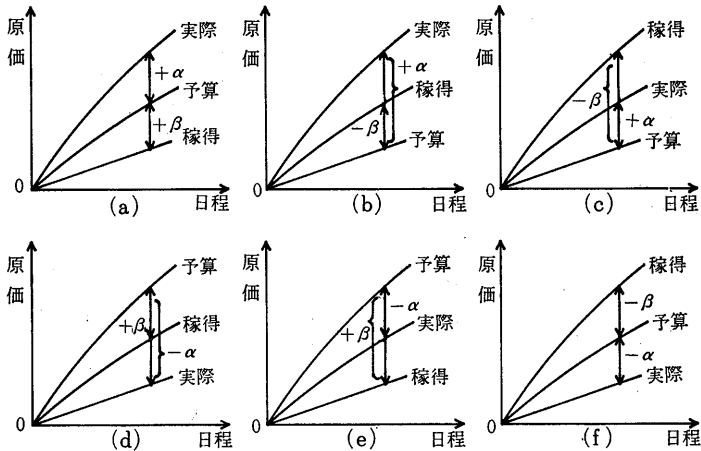 原価
実際
+α
予算
+β
稼得
0
日程
(a)
原価
実際
+α
稼得
−β
予算
0
日程
(b)
原価
稼得
−β
実際
+α
予算
0
日程
(c)
原価
予算
+β
稼得
−α
実際
0
日程
(d)
原価
予算
−α
+β
実際
稼得
0
日程
(e)
原価
稼得
−β
予算
−α
実際
0
日程
(f)